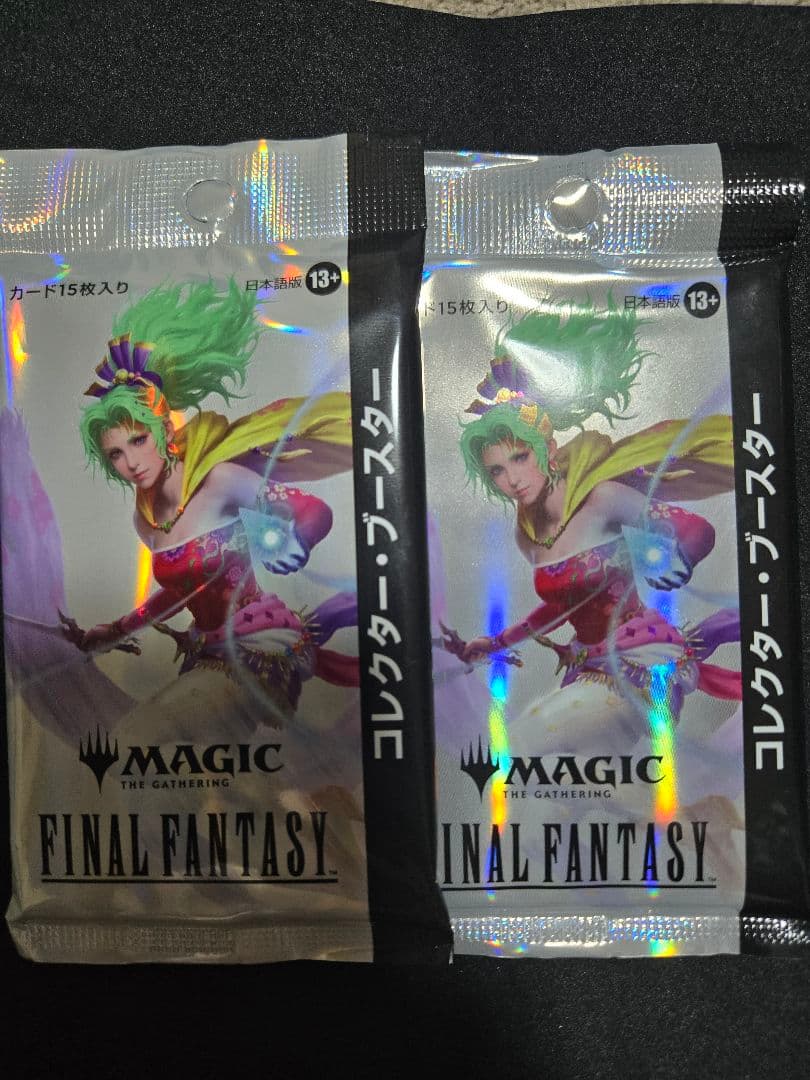 カード15枚入り
日本語版 13+
コレクター・ブースター
MAGIC
THE GATHERING
FINAL FANTASY™
ド15枚入り
日本語版 13+
コレクター・ブースター
MAGIC
THE GATHERING
INAL FANTASY™